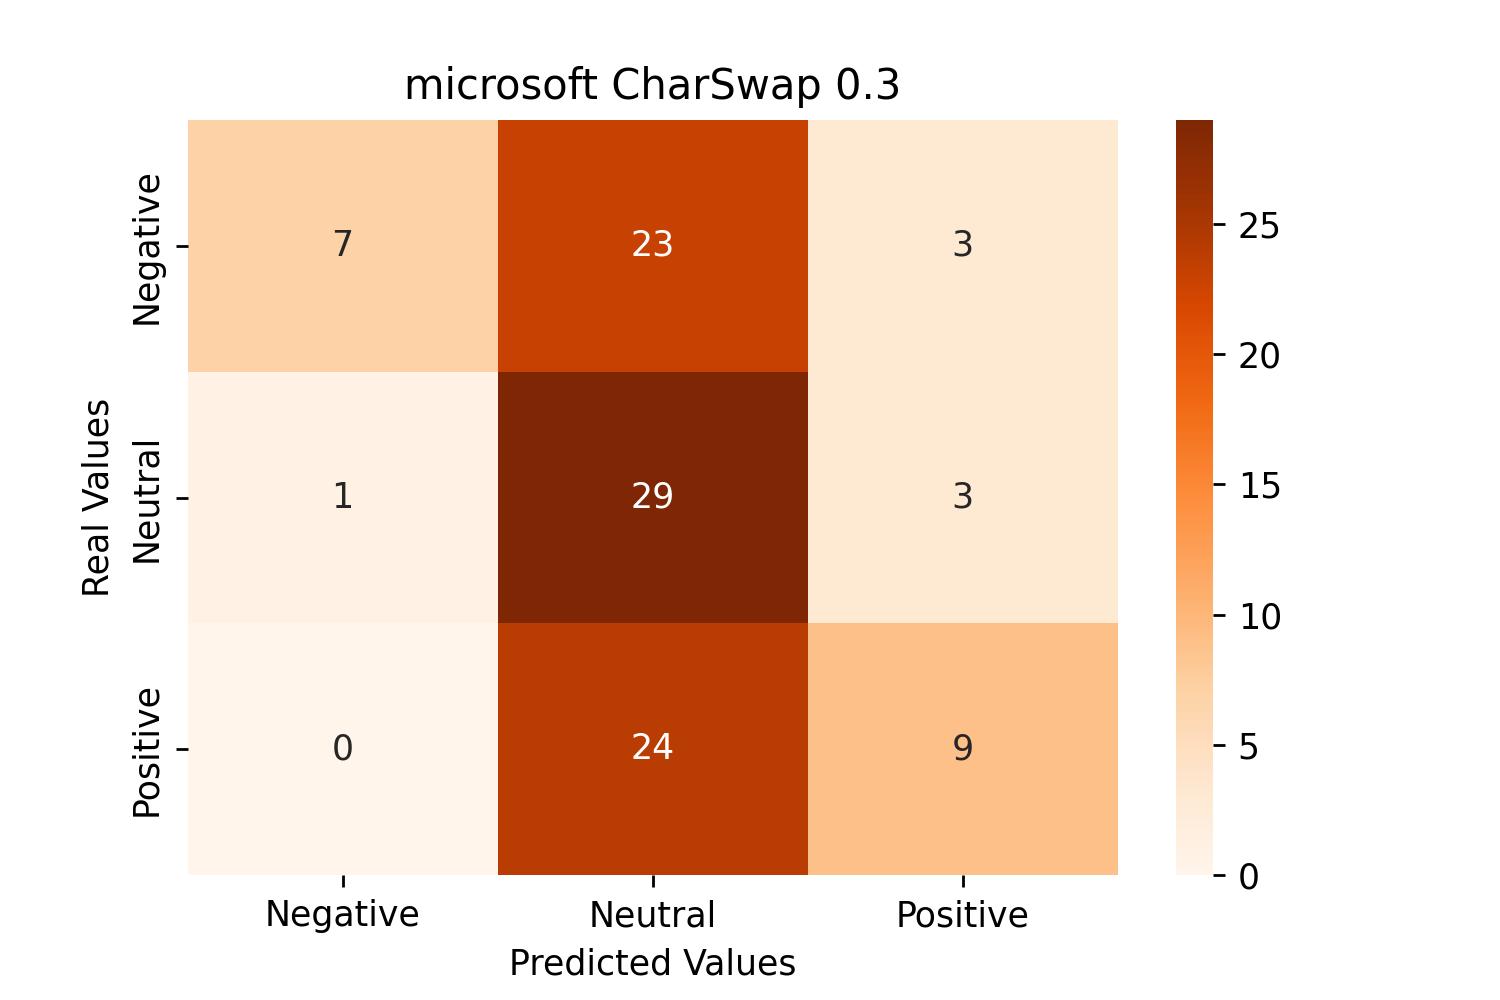 microsoft CharSwap 0.3
Real Values
Negative
7 23 3
Neutral
1 29 3
Positive
0 24 9
Negative Neutral Positive
Predicted Values
25
20
15
10
5
0